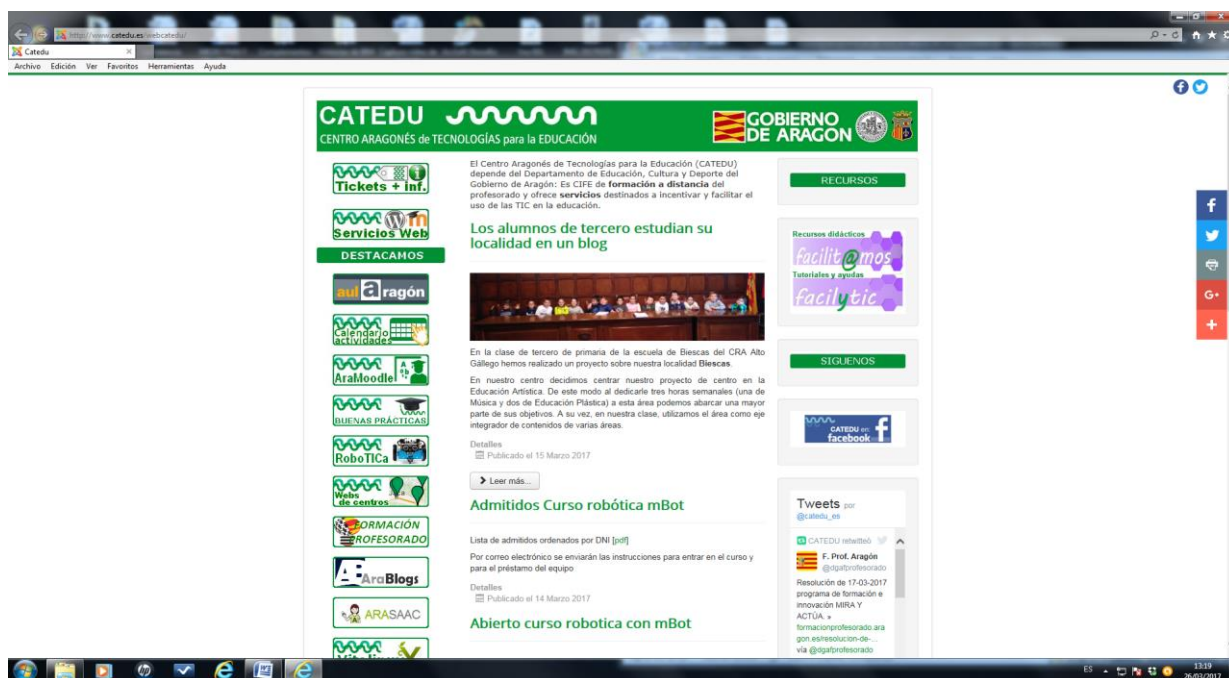 http://www.catedu.es/webcatedu/
Catedu
Archivo Edición Ver Favoritos Herramientas Ayuda
CATEDU
CENTRO ARAGONÉS de TECNOLOGÍAS para la EDUCACIÓN
GOBIERNO
DE ARAGON
Tickets + inf.
Servicios Web
DESTACAMOS
aul a ragón
Calendario
actividades
AraMoodle
BUENAS PRÁCTICAS
RoboTICa
Webs
de centros
FORMACIÓN
PROFESORADO
AraBlogs
ARASAAC
El Centro Aragonés de Tecnologías para la Educación (CATEDU)
depende del Departamento de Educación, Cultura y Deporte del
Gobierno de Aragón: Es CIFE de formación a distancia del
profesorado y ofrece servicios destinados a incentivar y facilitar el
uso de las TIC en la educación.
Los alumnos de tercero estudian su
localidad en un blog
En la clase de tercero de primaria de la escuela de Biescas del CRA Alto
Gállego hemos realizado un proyecto sobre nuestra localidad Biescas.
En nuestro centro decidimos centrar nuestro proyecto de centro en la
Educación Artística. De este modo al dedicarle tres horas semanales (una de
Música y dos de Educación Plástica) a esta área podemos abarcar una mayor
parte de sus objetivos. A su vez, en nuestra clase, utilizamos el área como eje
integrador de contenidos de varias áreas.
Detalles
Publicado el 15 Marzo 2017
Leer más...
Admitidos Curso robótica mBot
Lista de admitidos ordenados por DNI [pdf]
Por correo electrónico se enviarán las instrucciones para entrar en el curso y
para el préstamo del equipo
Detalles
Publicado el 14 Marzo 2017
Abierto curso robotica con mBot
RECURSOS
Recursos didácticos
facilit@mos
Tutoriales y ayudas
facilytic
SIGUENOS
CATEDU en:
facebook
Tweets por
@catedu_es
CATEDU retwitteó
F. Prof. Aragón
@dgafprofesorado
Resolución de 17-03-2017
programa de formación e
innovación MIRA Y
ACTÚA. »
formacionprofesorado.ara
gon.es/resolucion-de-...
vía @dgafprofesorado
G+
ES
13:19
26/03/2017